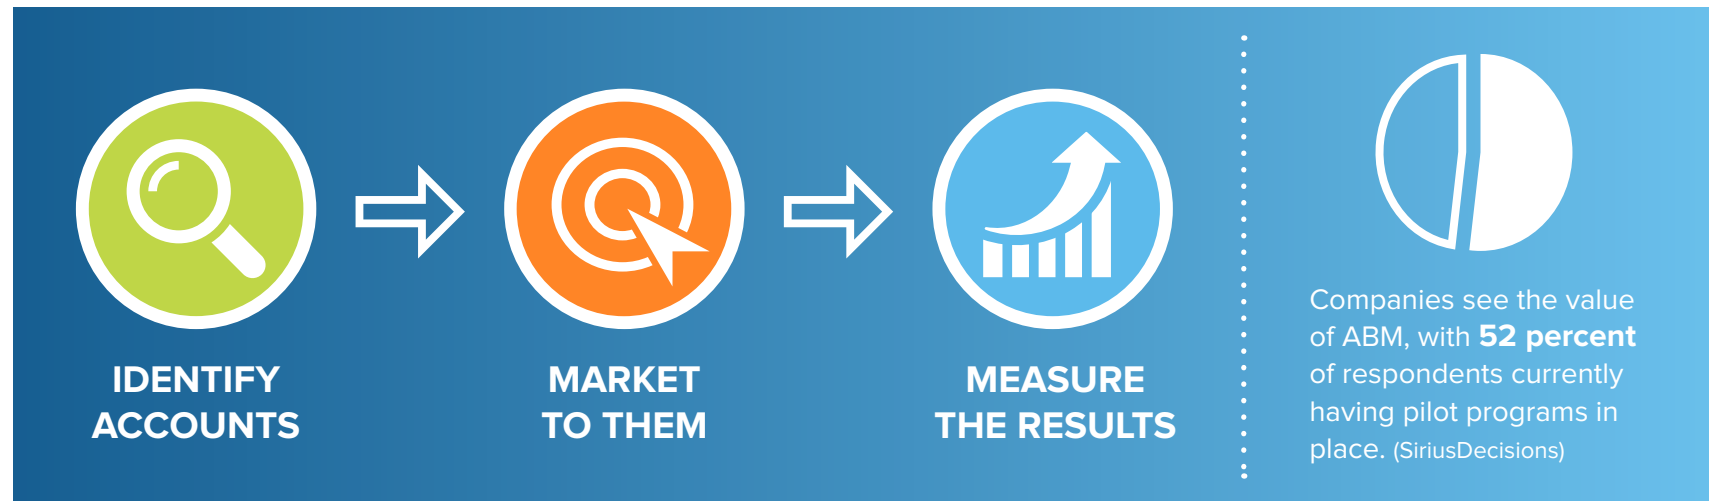 IDENTIFY
ACCOUNTS
MARKET
TO THEM
MEASURE
THE RESULTS
Companies see the value
of ABM, with 52 percent
of respondents currently
having pilot programs in
place. (SiriusDecisions)